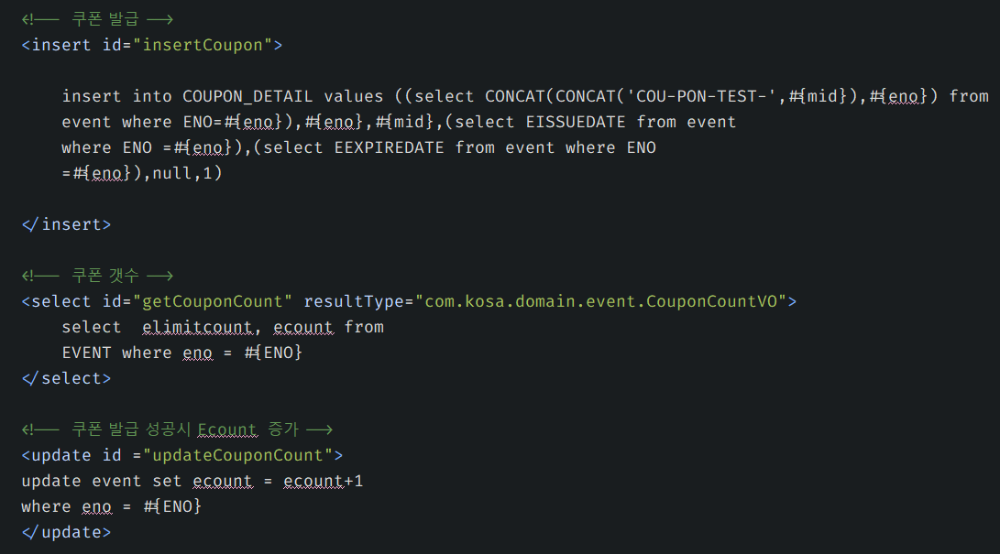 <!-- 쿠폰 발급 -->
<insert id="insertCoupon">
insert into COUPON_DETAIL values ((select CONCAT(CONCAT('COU-PON-TEST-',#{mid}),#{eno}) from
event where ENO=#{eno}),#{eno},#{mid},(select EISSUEDATE from event
where ENO =#{eno}),(select EEXPIREDATE from event where ENO
=#{eno}),null,1)
</insert>
<!-- 쿠폰 갯수 -->
<select id="getCouponCount" resultType="com.kosa.domain.event.CouponCountVO">
select  elimitcount, ecount from
EVENT where eno = #{ENO}
</select>
<!-- 쿠폰 발급 성공시 Ecount 증가 -->
<update id ="updateCouponCount">
update event set ecount = ecount+1
where eno = #{ENO}
</update>